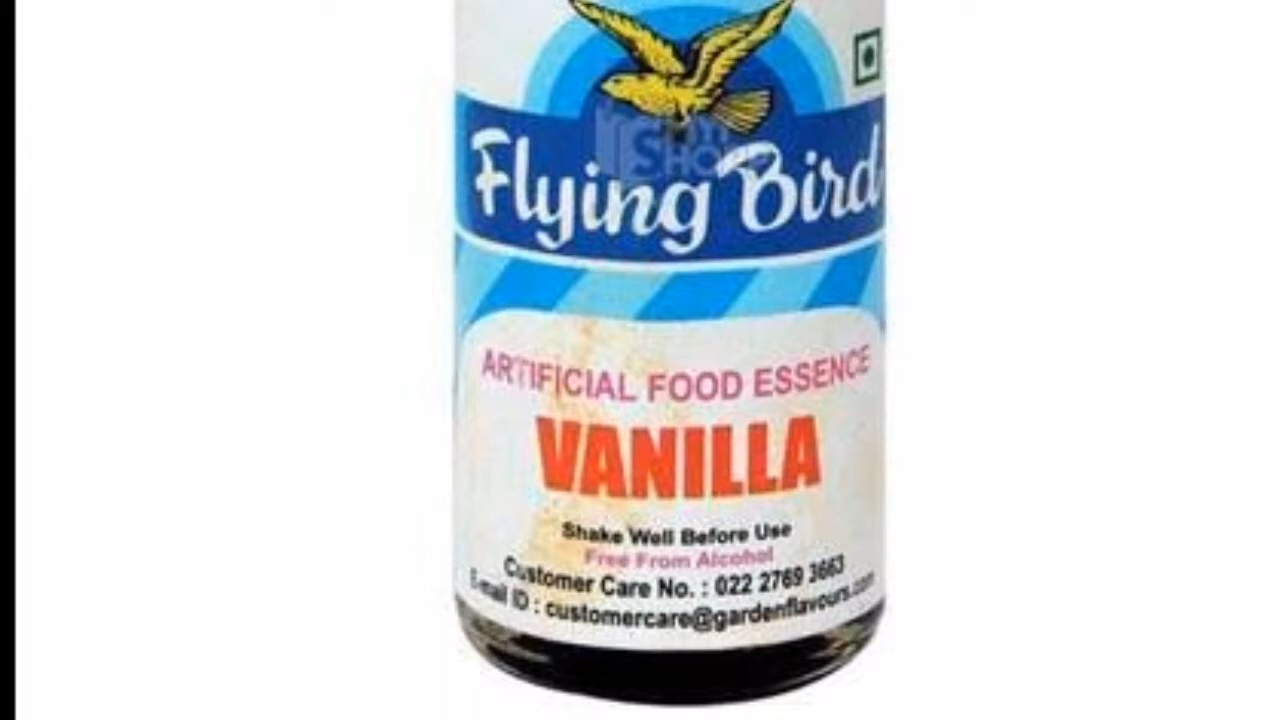 Flying Bird
ARTIFICIAL FOOD ESSENCE
VANILLA
Shake Well Before Use
Free From Alcohol
Customer Care No. : 022 2769 3663
E-mail ID : customercare@gardenflavours.com